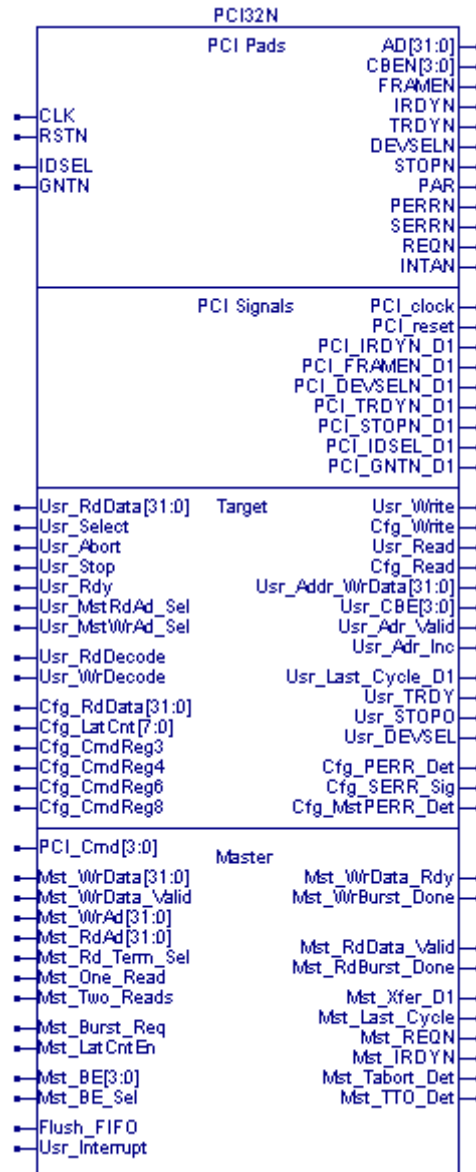 PCI32N
PCI Pads AD[31:0]
CBEN[3:0]
FRAMEN
IRDYN
CLK TRDYN
RSTN DEVSELN
IDSEL STOPN
GNTN PAR
PERRN
SERRN
REQN
INTAN
PCI Signals PCI_clock
PCI_reset
PCI_IRDYN_D1
PCI_FRAMEN_D1
PCI_DEVSELN_D1
PCI_TRDYN_D1
PCI_STOPN_D1
PCI_IDSEL_D1
PCI_GNTN_D1
Usr_RdData[31:0] Target Usr_Write
Usr_Select Cfg_Write
Usr_Abort Usr_Read
Usr_Stop Cfg_Read
Usr_Rdy Usr_Addr_WrData[31:0]
Usr_MstRdAd_Sel Usr_CBE[3:0]
Usr_MstWrAd_Sel Usr_Adr_Valid
Usr_Adr_Inc
Usr_RdDecode
Usr_WrDecode Usr_Last_Cycle_D1
Usr_TRDY
Cfg_RdData[31:0] Usr_STOPO
Cfg_LatCnt[7:0] Usr_DEVSEL
Cfg_CmdReg3
Cfg_CmdReg4 Cfg_PERR_Det
Cfg_CmdReg6 Cfg_SERR_Sig
Cfg_CmdReg8 Cfg_MstPERR_Det
PCI_Cmd[3:0] Master
Mst_WrData[31:0] Mst_WrData_Rdy
Mst_WrData_Valid Mst_WrBurst_Done
Mst_WrAd[31:0]
Mst_RdAd[31:0]
Mst_Rd_Term_Sel Mst_RdData_Valid
Mst_One_Read Mst_RdBurst_Done
Mst_Two_Reads Mst_Xfer_D1
Mst_Last_Cycle
Mst_Burst_Req Mst_REQN
Mst_LatCntEn Mst_IRDYN
Mst_BE[3:0] Mst_Tabort_Det
Mst_BE_Sel Mst_TTO_Det
Flush_FIFO
Usr_Interrupt